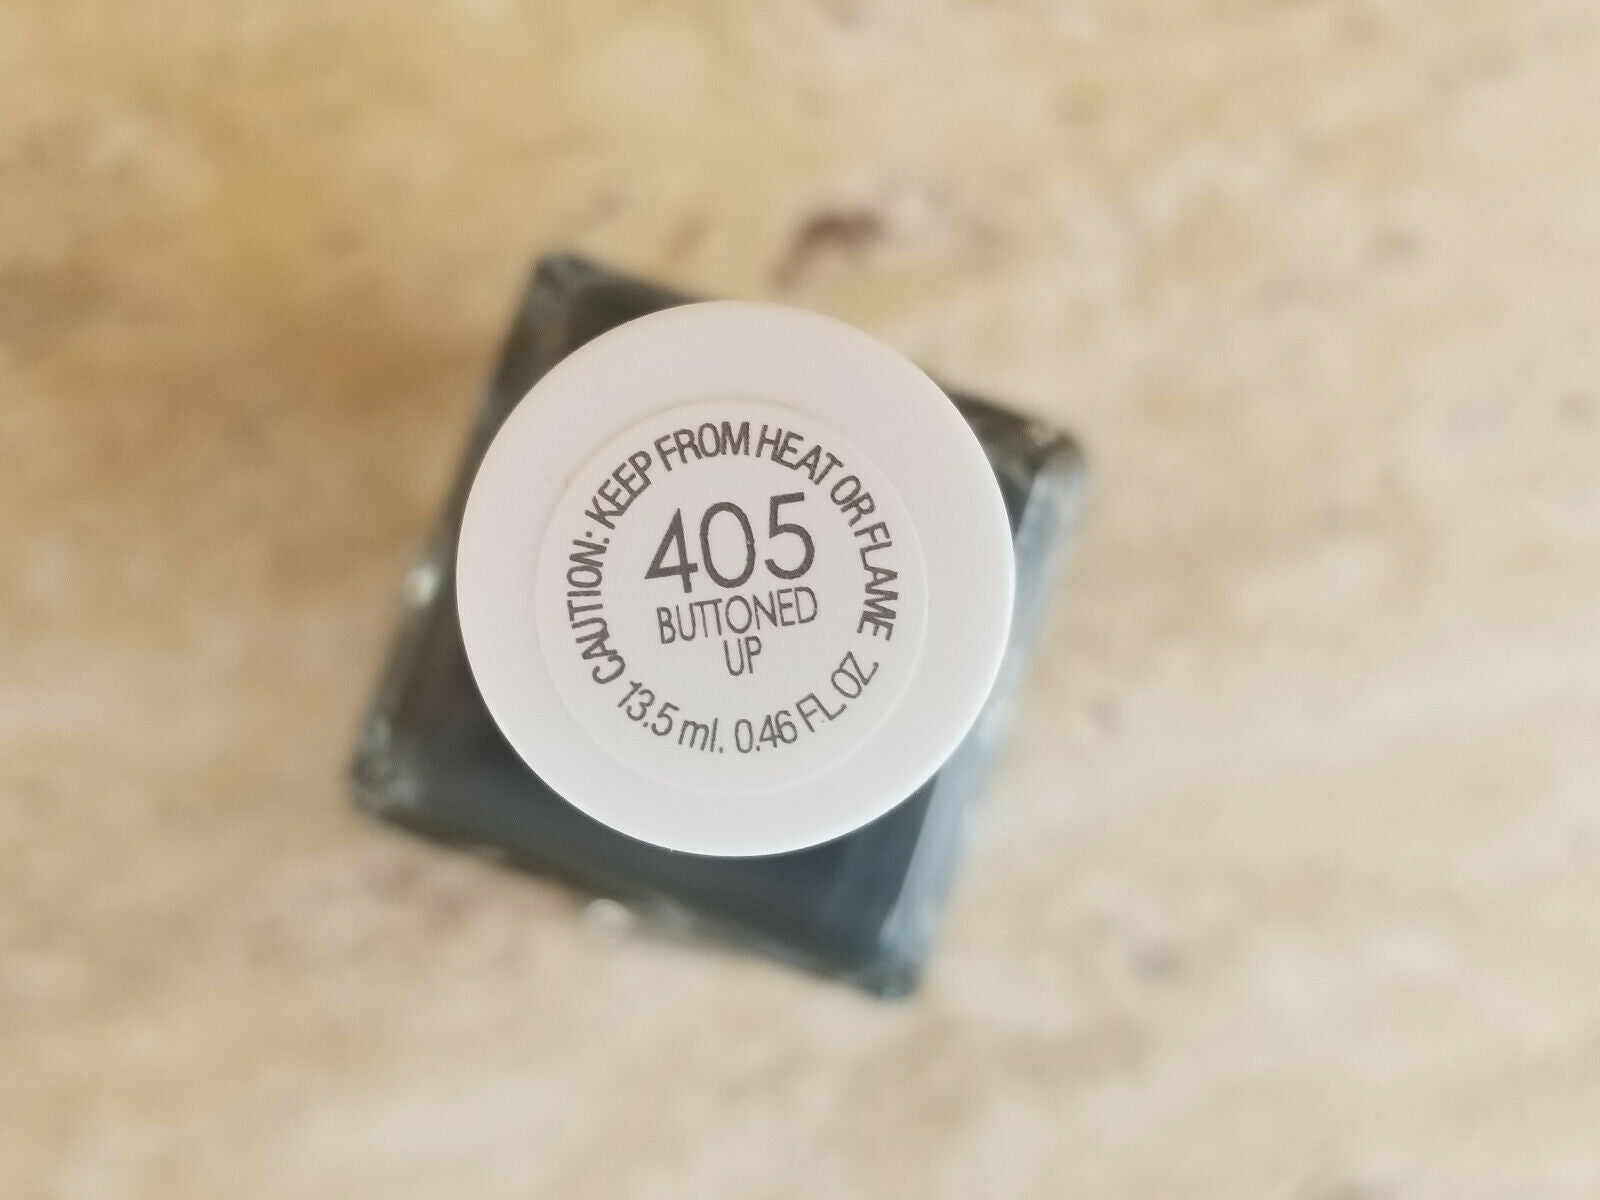 CAUTION: KEEP FROM HEAT OR FLAME
405
BUTTONED
UP
13.5 ml. 0.46 FL. OZ